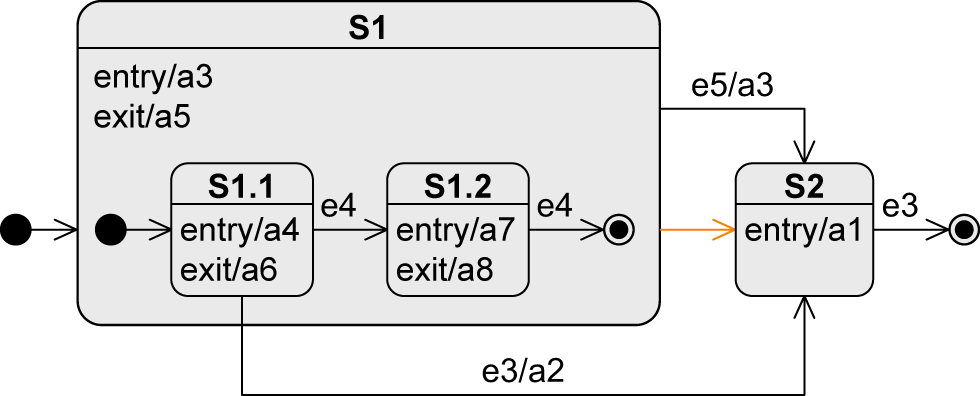 S1
entry/a3
exit/a5
e5/a3
S1.1
entry/a4
exit/a6
e4
S1.2
entry/a7
exit/a8
e4
S2
entry/a1
e3
e3/a2